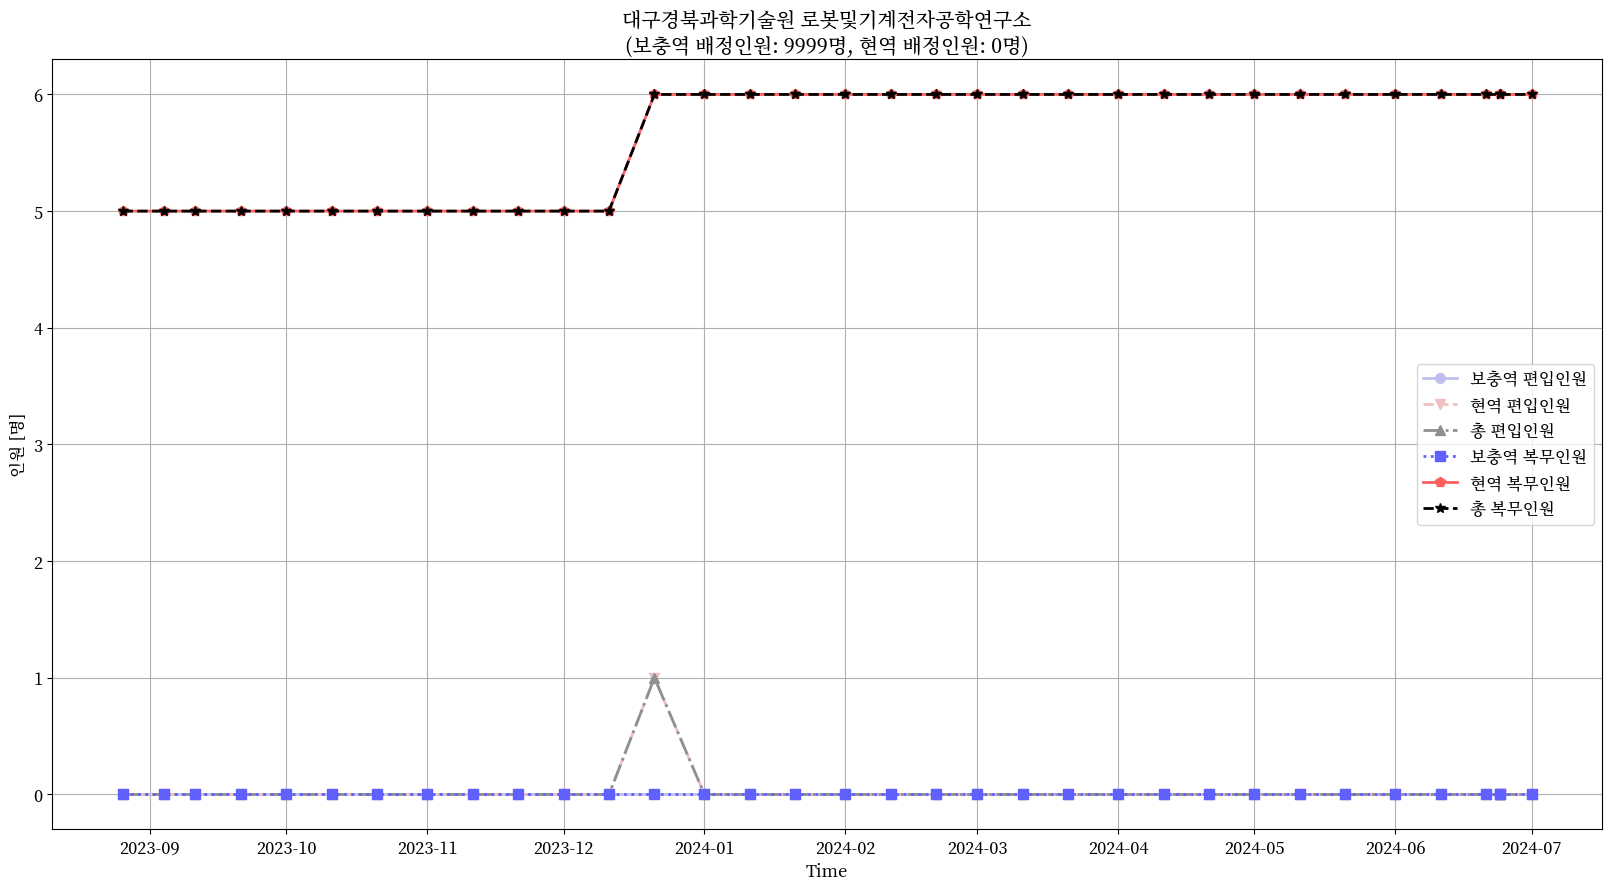 대구경북과학기술원 로봇및기계전자공학연구소
(보충역 배정인원: 9999명, 현역 배정인원: 0명)
6
5
4
3
2
1
0
인원 [명]
보충역 편입인원
현역 편입인원
총 편입인원
보충역 복무인원
현역 복무인원
총 복무인원
2023-09 2023-10 2023-11 2023-12 2024-01 2024-02 2024-03 2024-04 2024-05 2024-06 2024-07
Time